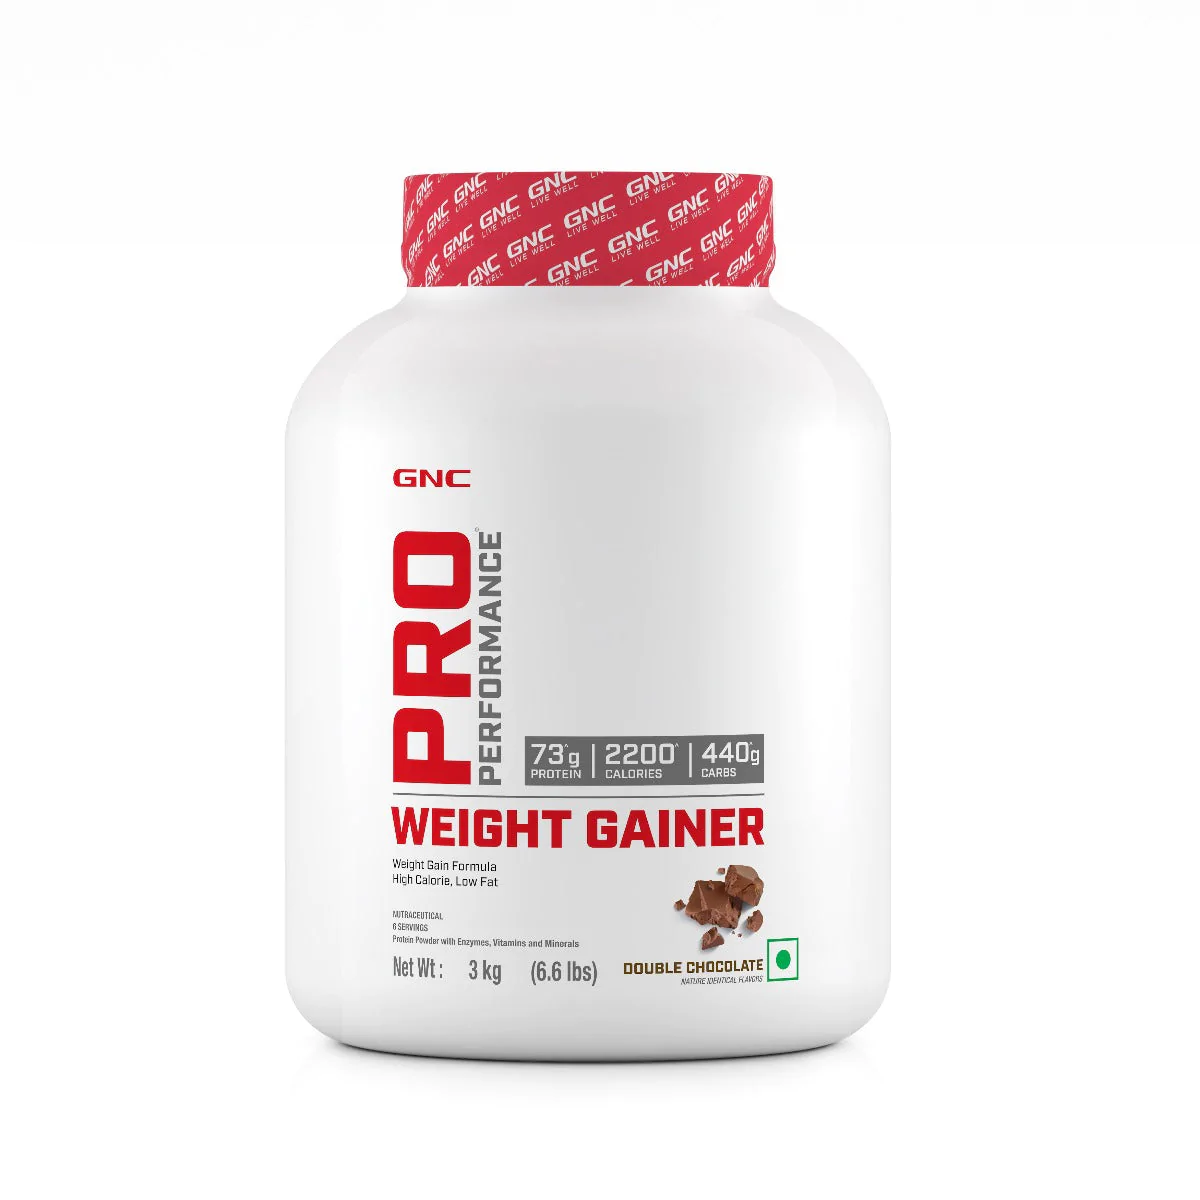 GNC LIVE WELL
GNC
PRO
PERFORMANCE
73^g PROTEIN
2200^ CALORIES
440^g CARBS
WEIGHT GAINER
Weight Gain Formula
High Calorie, Low Fat
NUTRACEUTICAL
6 SERVINGS
Protein Powder with Enzymes, Vitamins and Minerals
Net Wt : 3 kg (6.6 lbs)
DOUBLE CHOCOLATE
NATURE IDENTICAL FLAVORS